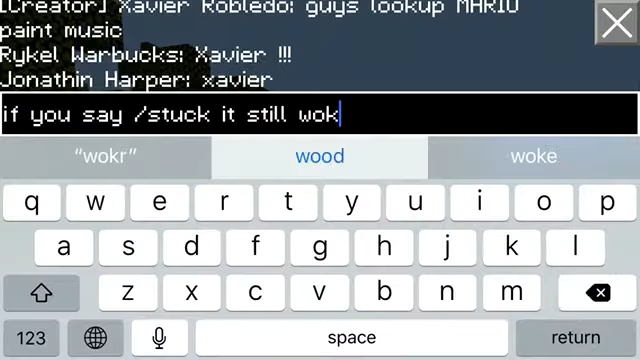 [Creator] Xavier Robledo: guys lookup MARIO
paint music
Rykel Warbucks: Xavier !!!
Jonathin Harper: xavier
if you say /stuck it still wok
“wokr” wood woke
q w e r t y u i o p
a s d f g h j k l
z x c v b n m
123 space return